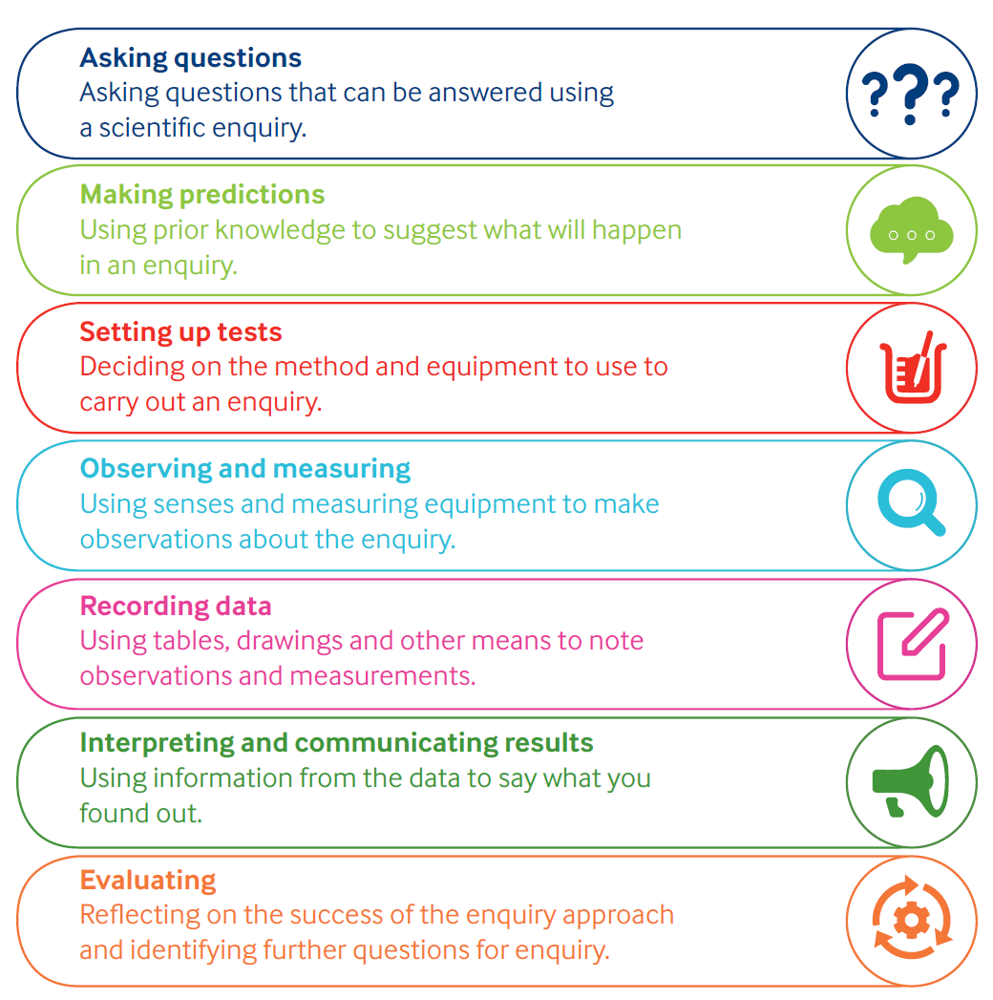 Asking questions
Asking questions that can be answered using
a scientific enquiry.
???
Making predictions
Using prior knowledge to suggest what will happen
in an enquiry.
Setting up tests
Deciding on the method and equipment to use to
carry out an enquiry.
Observing and measuring
Using senses and measuring equipment to make
observations about the enquiry.
Recording data
Using tables, drawings and other means to note
observations and measurements.
Interpreting and communicating results
Using information from the data to say what you
found out.
Evaluating
Reflecting on the success of the enquiry approach
and identifying further questions for enquiry.